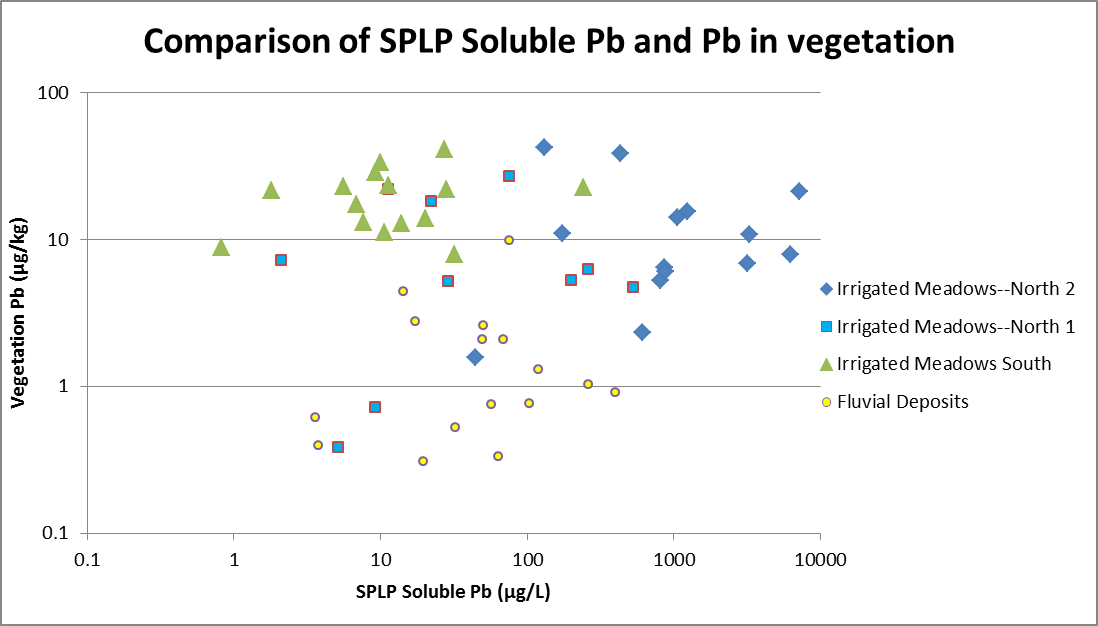 Comparison of SPLP Soluble Pb and Pb in vegetation
100
10
1
0.1
Vegetation Pb (µg/kg)
0.1
1
10
100
1000
10000
SPLP Soluble Pb (µg/L)
Irrigated Meadows--North 2
Irrigated Meadows--North 1
Irrigated Meadows South
Fluvial Deposits